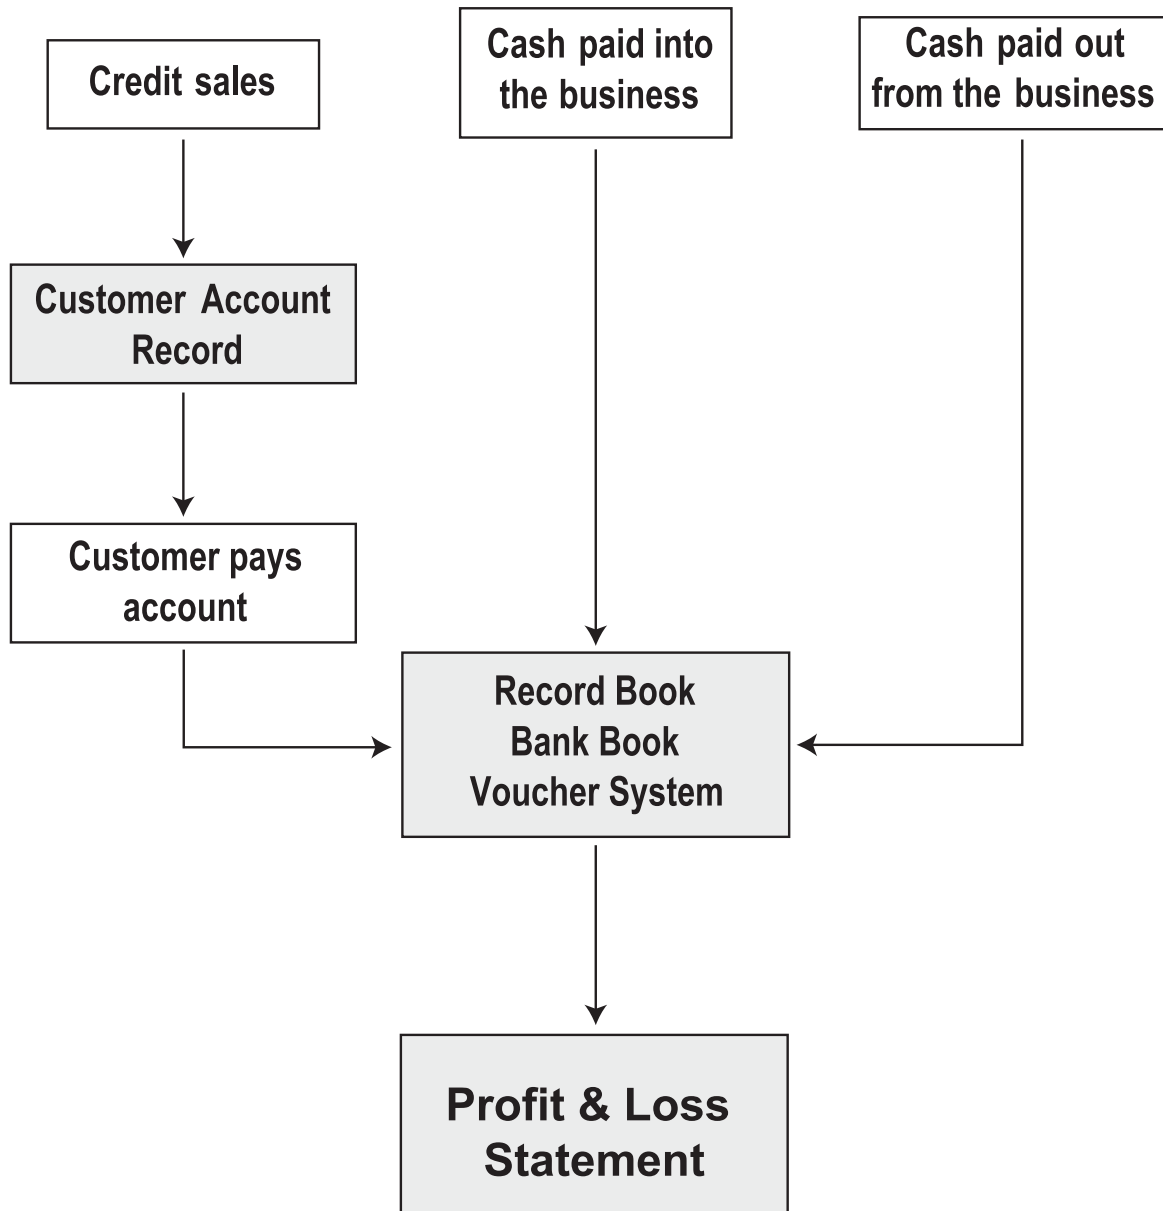 Credit sales
Cash paid into
the business
Cash paid out
from the business
Customer Account
Record
Customer pays
account
Record Book
Bank Book
Voucher System
Profit & Loss
Statement